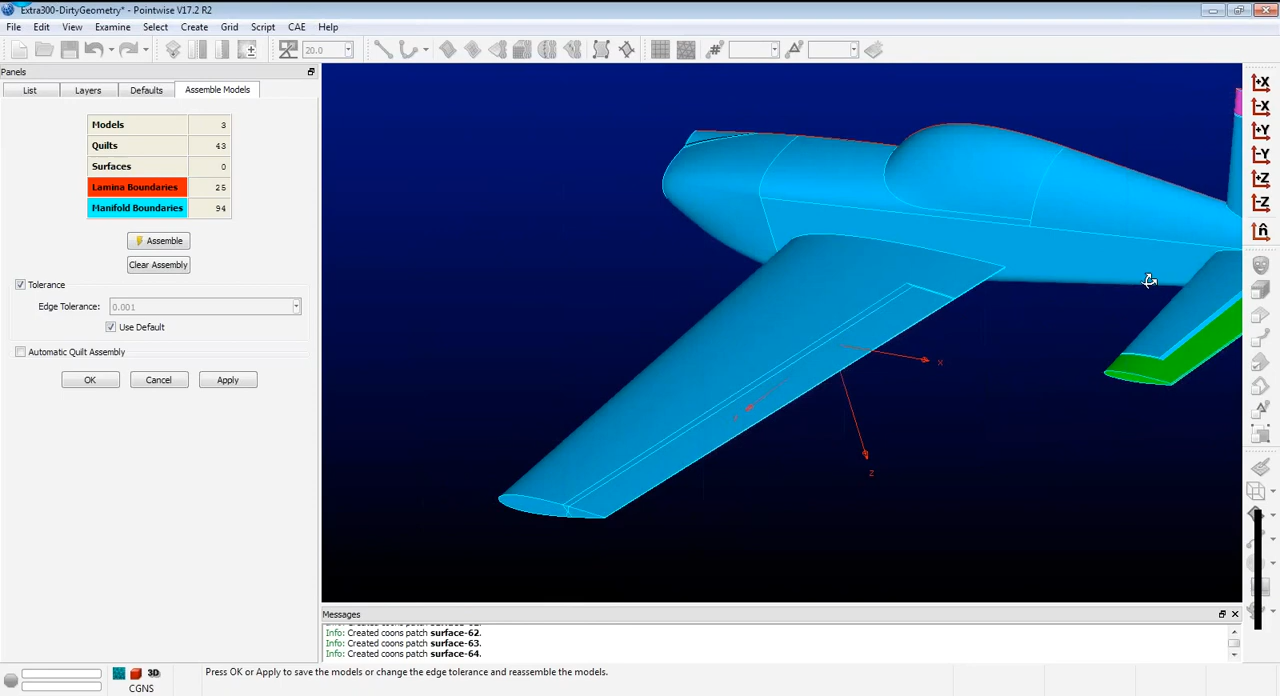 Extra300-DirtyGeometry* - Pointwise V17.2 R2
File Edit View Examine Select Create Grid Script CAE Help
20.0
Panels
List Layers Defaults Assemble Models
Models 3
Quilts 43
Surfaces 0
Lamina Boundaries 25
Manifold Boundaries 94
Assemble
Clear Assembly
Tolerance
Edge Tolerance: 0.001
Use Default
Automatic Quilt Assembly
OK Cancel Apply
+X
-X
+Y
-Y
+Z
-Z
n̂
X
Z
Messages
Info: Created coons patch surface-62.
Info: Created coons patch surface-63.
Info: Created coons patch surface-64.
3D
CGNS
Press OK or Apply to save the models or change the edge tolerance and reassemble the models.